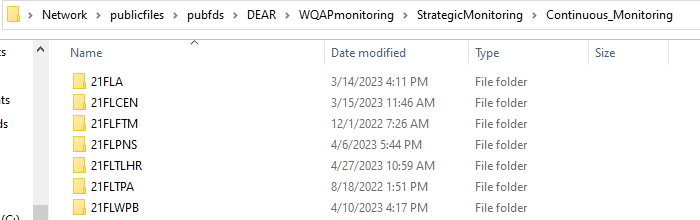 Network > publicfiles > pubfds > DEAR > WQAPmonitoring > StrategicMonitoring > Continuous_Monitoring
Name Date modified Type Size
21FLA 3/14/2023 4:11 PM File folder
21FLCEN 3/15/2023 11:46 AM File folder
21FLFTM 12/1/2022 7:26 AM File folder
21FLPNS 4/6/2023 5:44 PM File folder
21FLTLHR 4/27/2023 10:59 AM File folder
21FLTPA 8/18/2022 1:51 PM File folder
21FLWPB 4/10/2023 4:17 PM File folder